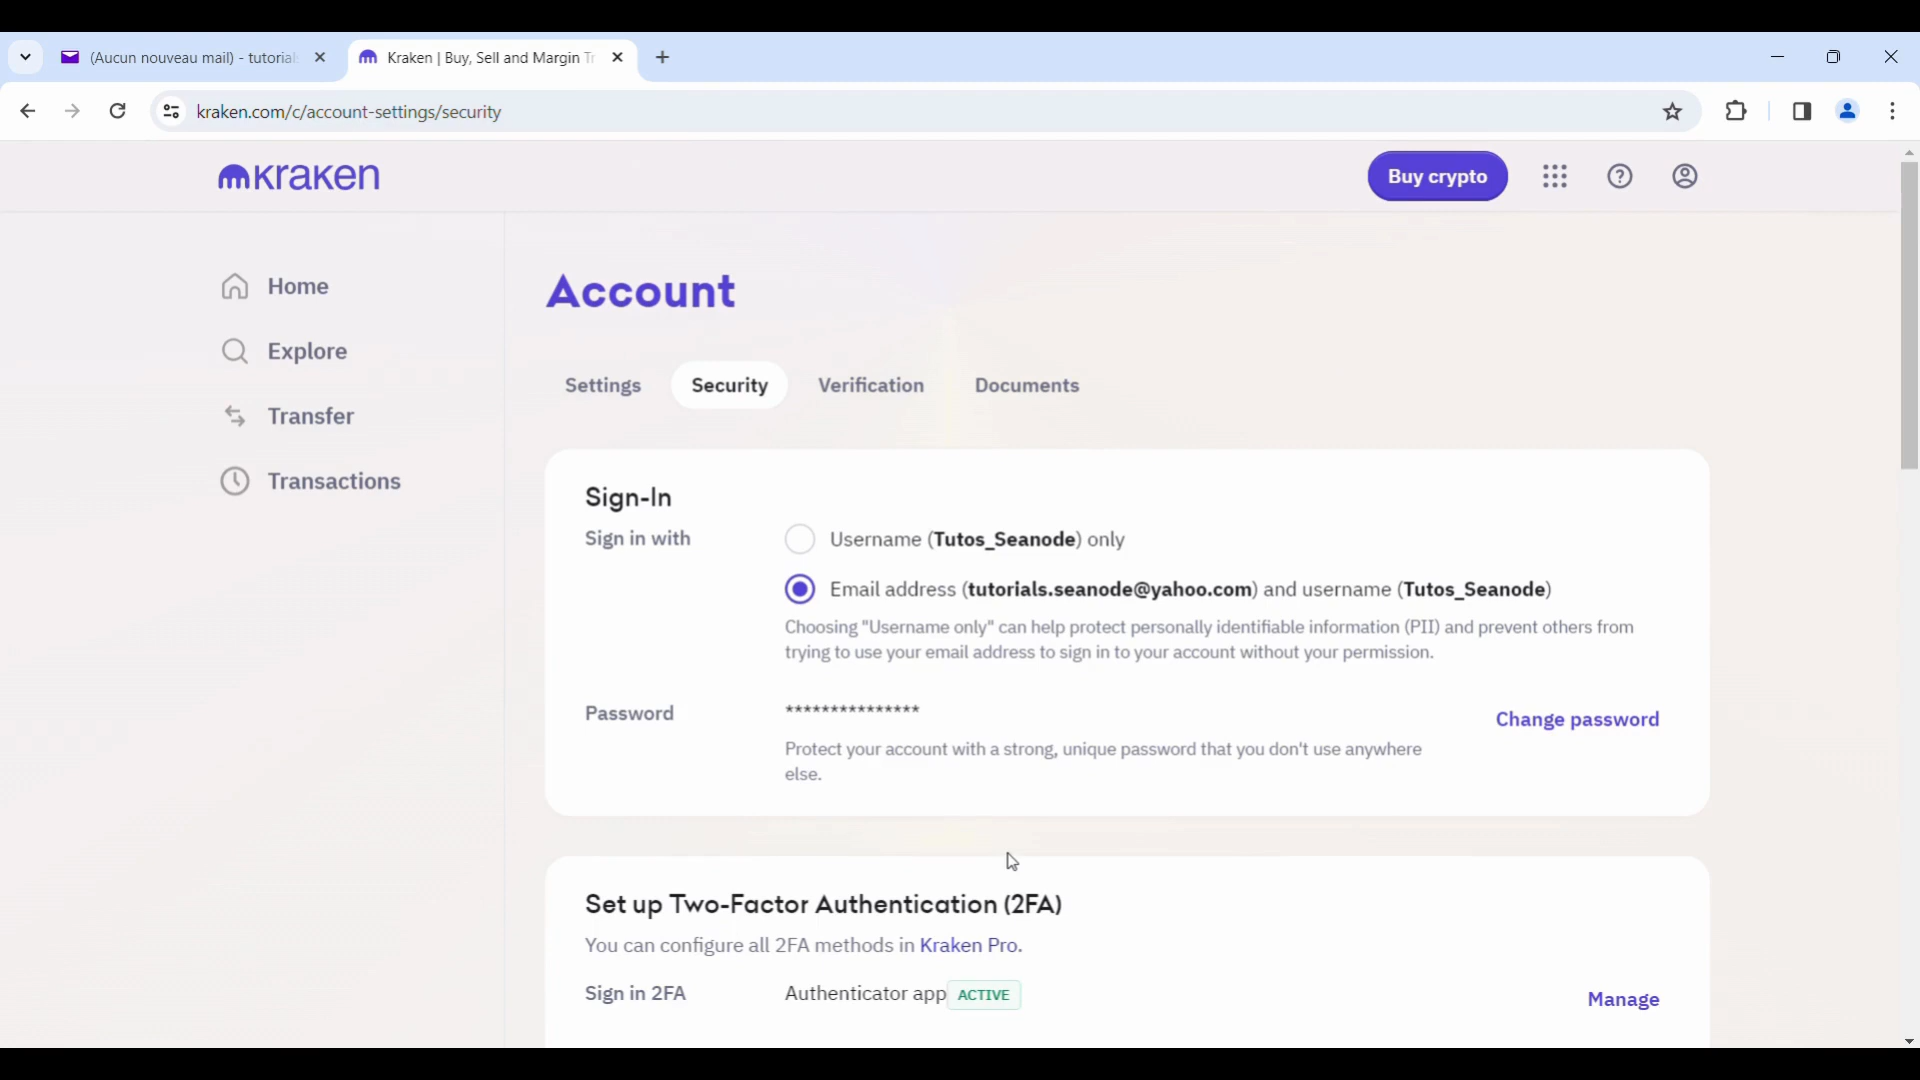 (Aucun nouveau mail) - tutorial
Kraken | Buy, Sell and Margin Tr
kraken.com/c/account-settings/security
mkraken
Buy crypto
Home
Explore
Transfer
Transactions
Account
Settings
Security
Verification
Documents
Sign-In
Sign in with
Username (Tutos_Seanode) only
Email address (tutorials.seanode@yahoo.com) and username (Tutos_Seanode)
Choosing "Username only" can help protect personally identifiable information (PII) and prevent others from
trying to use your email address to sign in to your account without your permission.
Password
***************
Change password
Protect your account with a strong, unique password that you don't use anywhere
else.
Set up Two-Factor Authentication (2FA)
You can configure all 2FA methods in Kraken Pro.
Sign in 2FA
Authenticator app ACTIVE
Manage